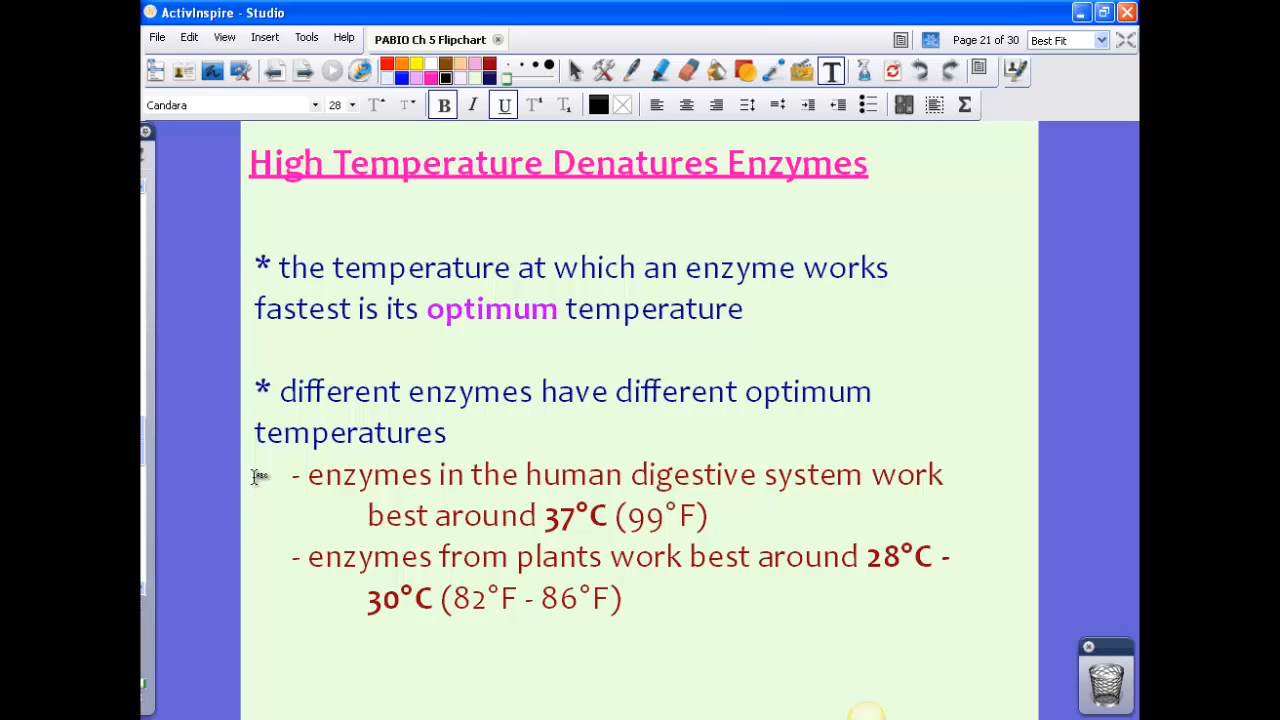 ActivInspire - Studio
File Edit View Insert Tools Help PABIO Ch 5 Flipchart Page 21 of 30 Best Fit
Candara 28
High Temperature Denatures Enzymes
* the temperature at which an enzyme works
fastest is its optimum temperature
* different enzymes have different optimum
temperatures
- enzymes in the human digestive system work
best around 37°C (99°F)
- enzymes from plants work best around 28°C -
30°C (82°F - 86°F)